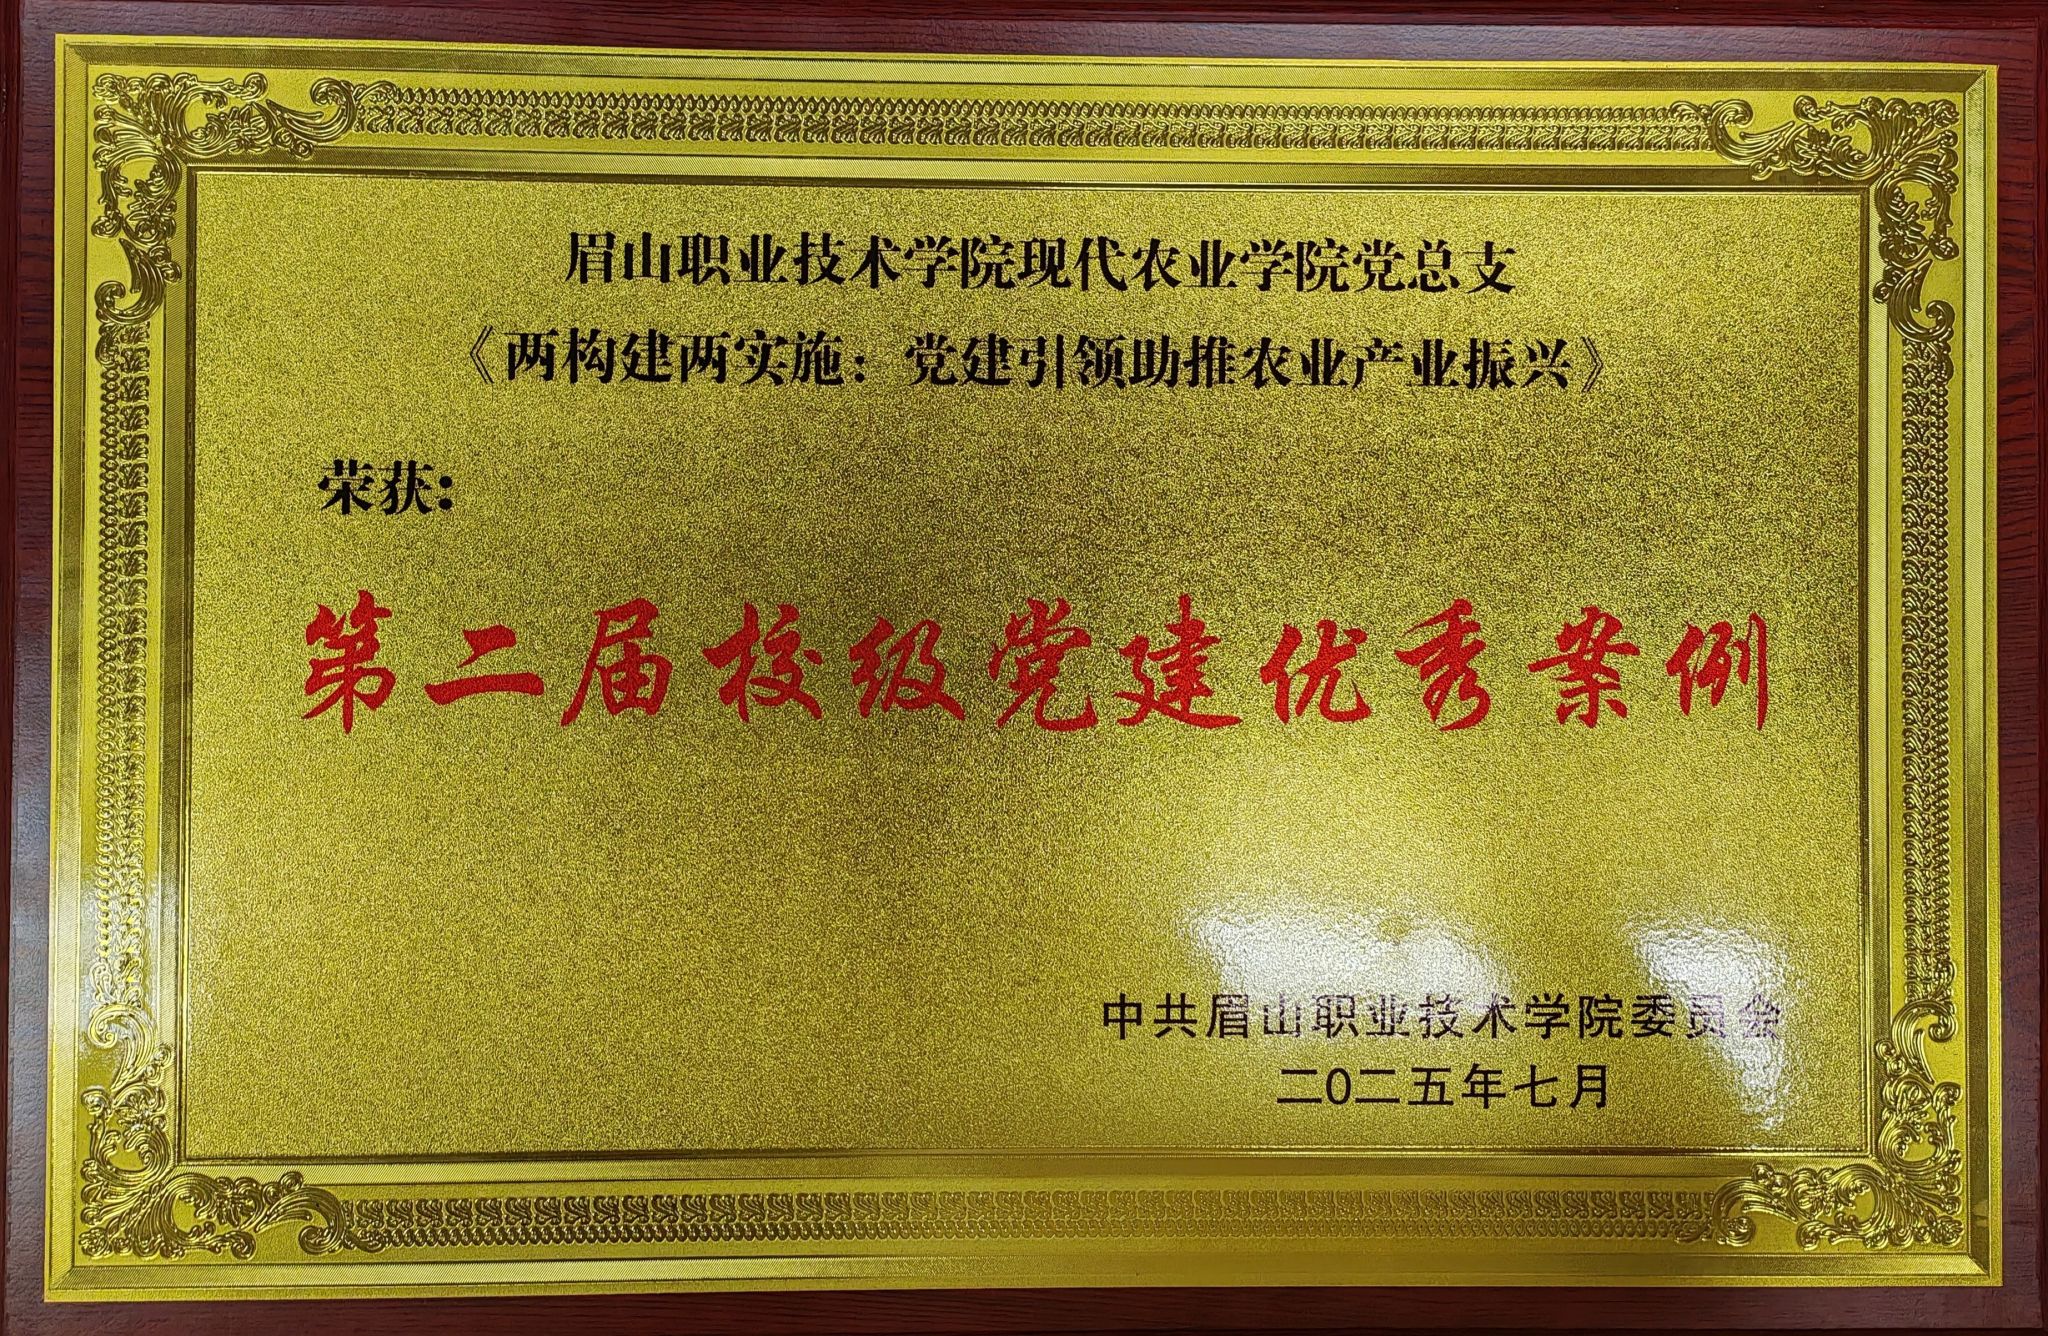 眉山职业技术学院现代农业学院党总支
《两构建两实施：党建引领助推农业产业振兴》
荣获：
第二届校级党建优秀案例
中共眉山职业技术学院委员会
二0二五年七月